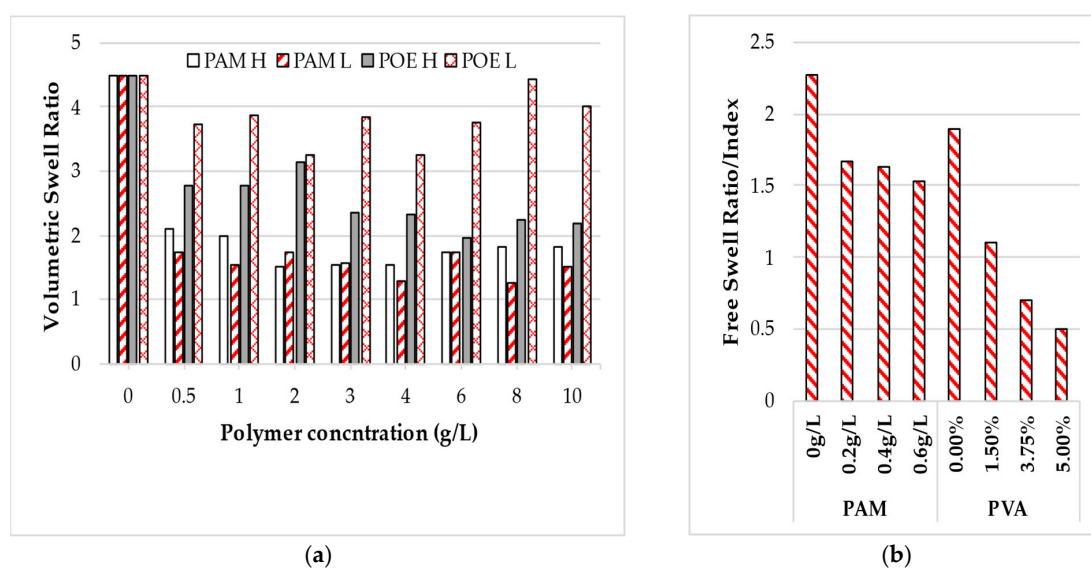 5
4
3
2
1
0
Volumetric Swell Ratio
PAM H PAM L POE H POE L
0 0.5 1 2 3 4 6 8 10
Polymer concntration (g/L)
(a)
2.5
2
1.5
1
0.5
0
Free Swell Ratio/Index
0g/L 0.2g/L 0.4g/L 0.6g/L 0.00% 1.50% 3.75% 5.00%
PAM PVA
(b)